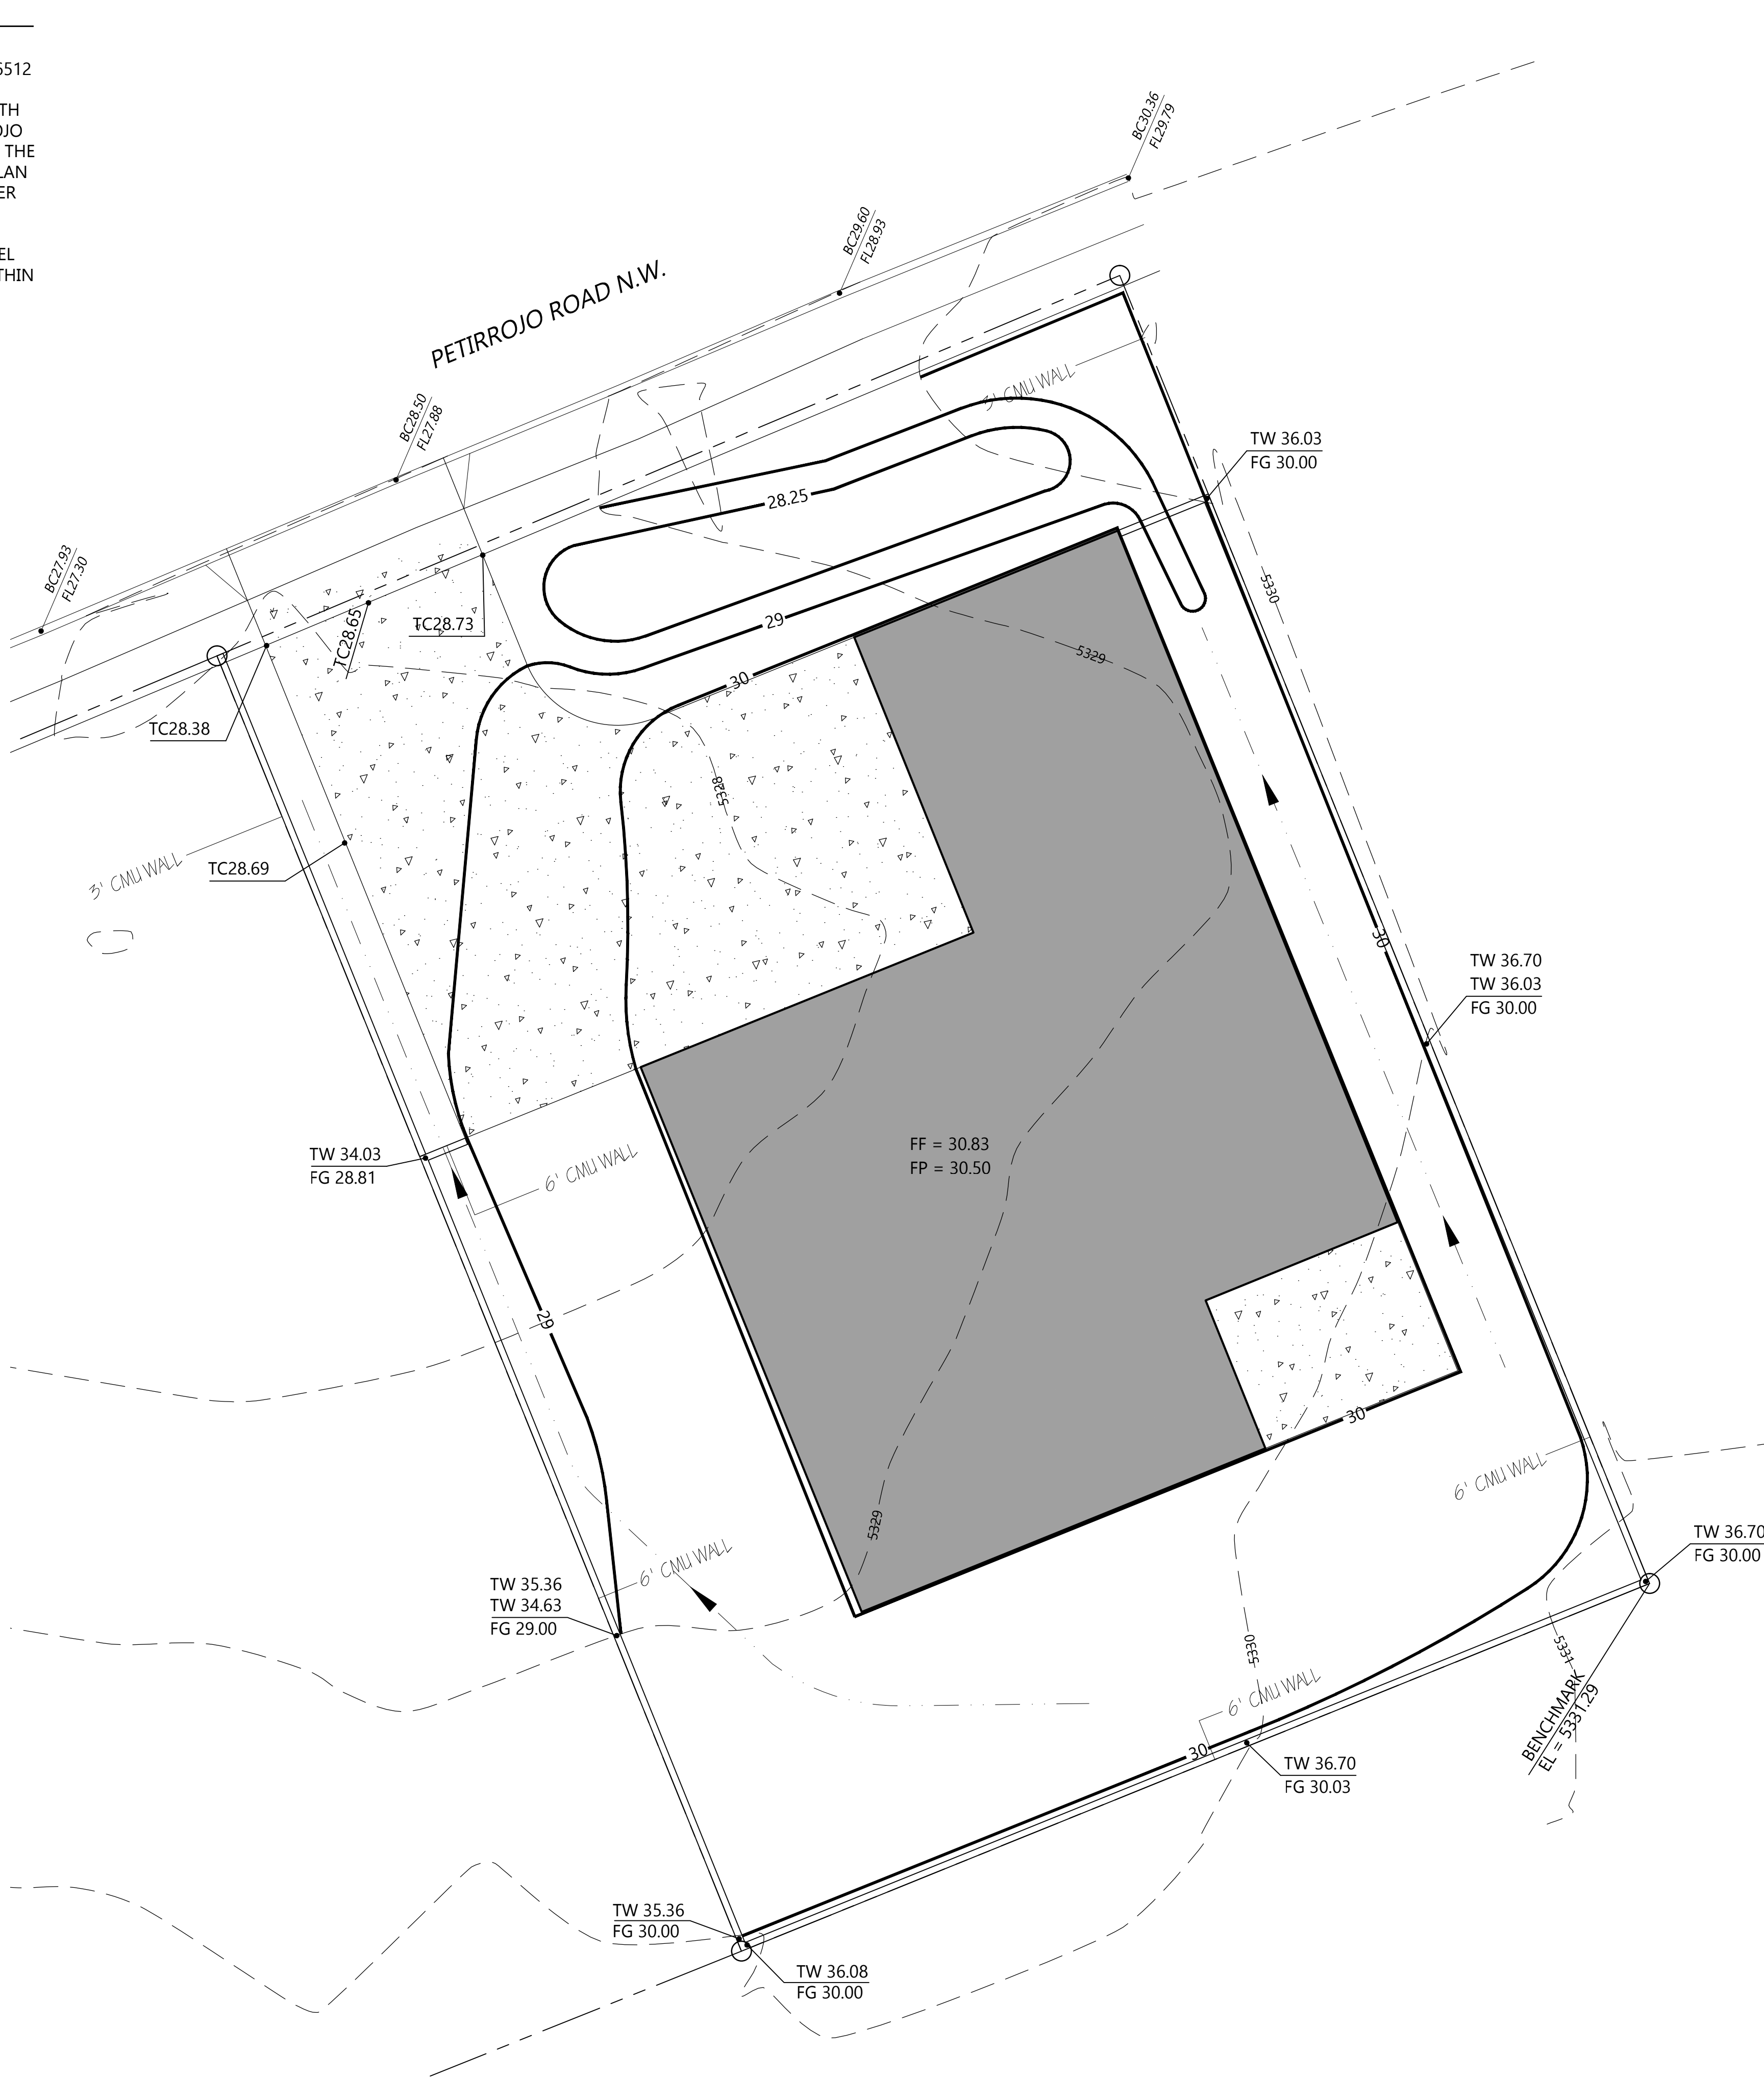 5512
TH
OJO
THE
LAN
ER
EL
THIN
BC30.36
FL29.79
BC29.60
FL28.93
PETIRROJO ROAD N.W.
BC28.50
FL27.88
3' CMU WALL
TW 36.03
FG 30.00
28.25
BC27.93
FL27.30
5330
TC28.65
TC28.73
29
5329
30
TC28.38
5328
3' CMU WALL
TC28.69
30
TW 36.70
TW 36.03
FG 30.00
FF = 30.83
FP = 30.50
TW 34.03
FG 28.81
6' CMU WALL
29
30
6' CMU WALL
5329
TW 36.70
FG 30.00
6' CMU WALL
TW 35.36
TW 34.63
FG 29.00
5330
5331
6' CMU WALL
BENCHMARK
EL = 5331.29
30
TW 36.70
FG 30.03
TW 35.36
FG 30.00
TW 36.08
FG 30.00